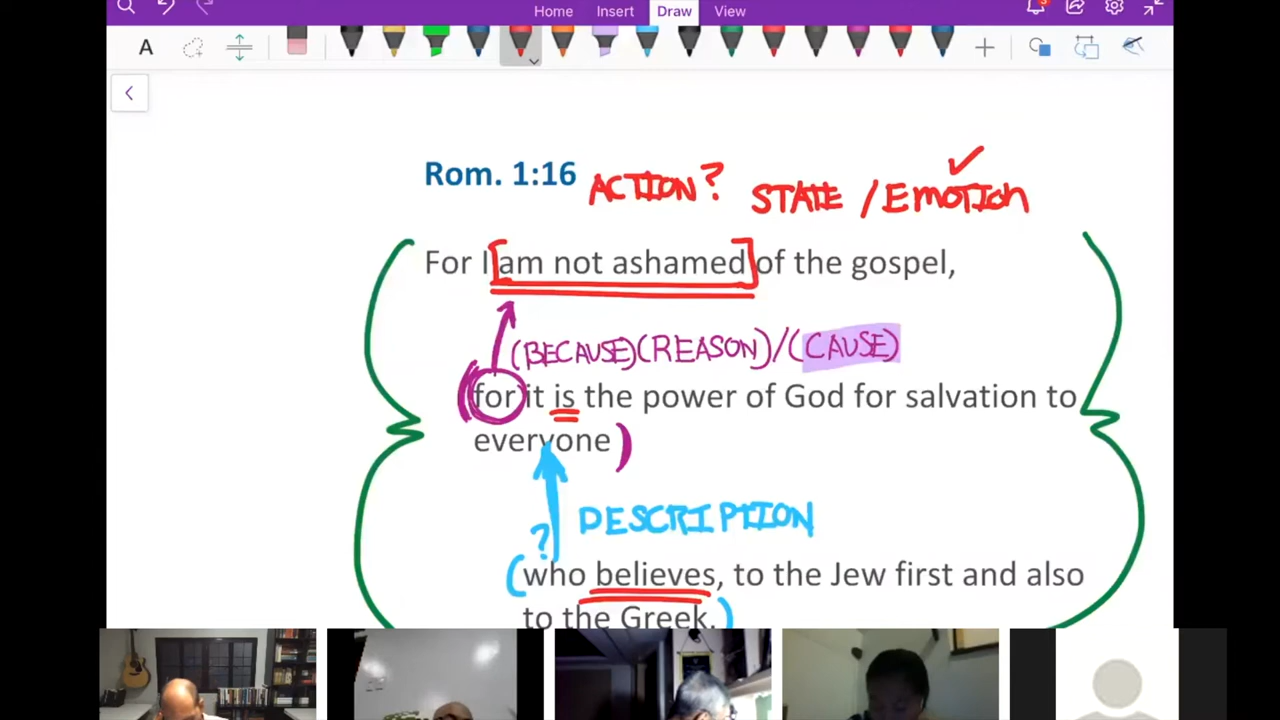 Home Insert Draw View
A
Rom. 1:16 ACTION? STATE / EmOTIOn
For I [am not ashamed] of the gospel,
(BECAUSE)(REASON)/(CAUSE)
(for it is the power of God for salvation to
everyone)
? DESCRIPTION
(who believes, to the Jew first and also
to the Greek.)